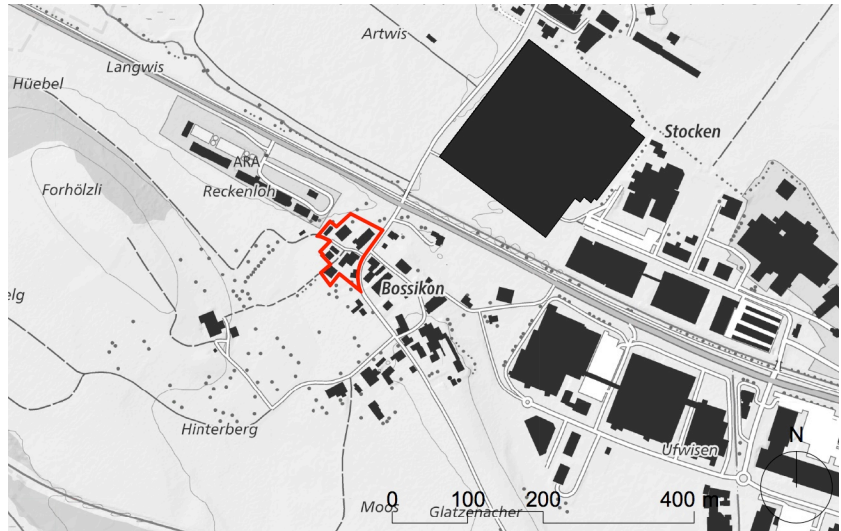 Artwis
Langwis
Hüebel
Stocken
ARA
Forhölzli
Reckenloh
Bossikon
elg
Hinterberg
Ufwisen
N
Moos
Glatzenacher
0 100 200 400 m